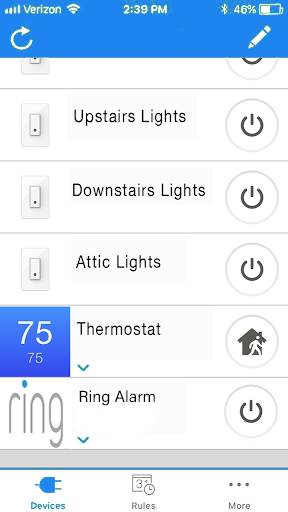 Verizon 2:39 PM 46%
Upstairs Lights
Downstairs Lights
Attic Lights
75
75
Thermostat
ring
Ring Alarm
31
Devices Rules More